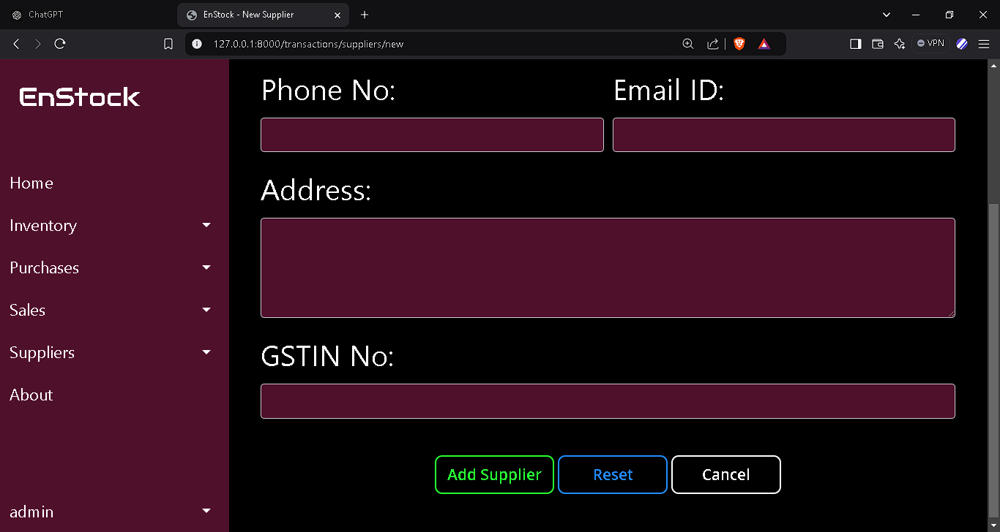 ChatGPT
EnStock - New Supplier
127.0.0.1:8000/transactions/suppliers/new
VPN
EnStock
Home
Inventory
Purchases
Sales
Suppliers
About
admin
Phone No:
Email ID:
Address:
GSTIN No:
Add Supplier
Reset
Cancel